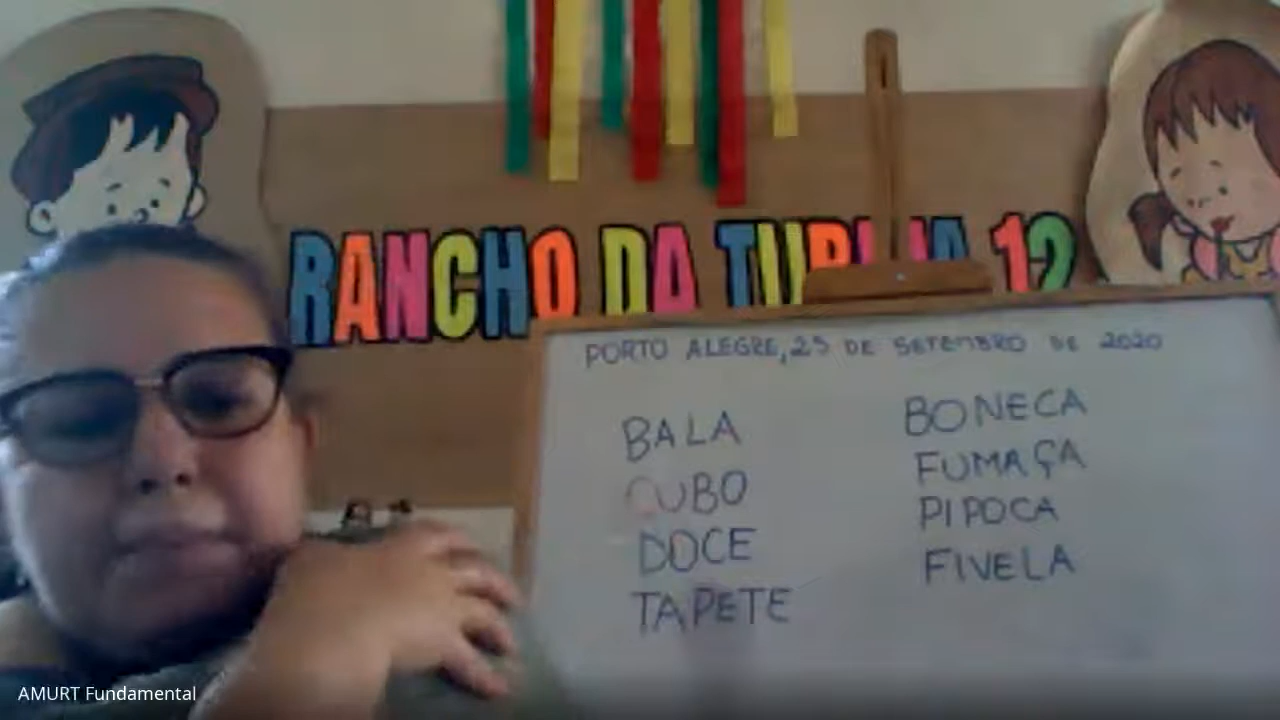 RANCHO DA TURMA 12
PORTO ALEGRE, 25 DE SETEMBRO DE 2020
BALA
CUBO
DOCE
TAPETE
BONECA
FUMAÇA
PIPOCA
FIVELA
AMURT Fundamental